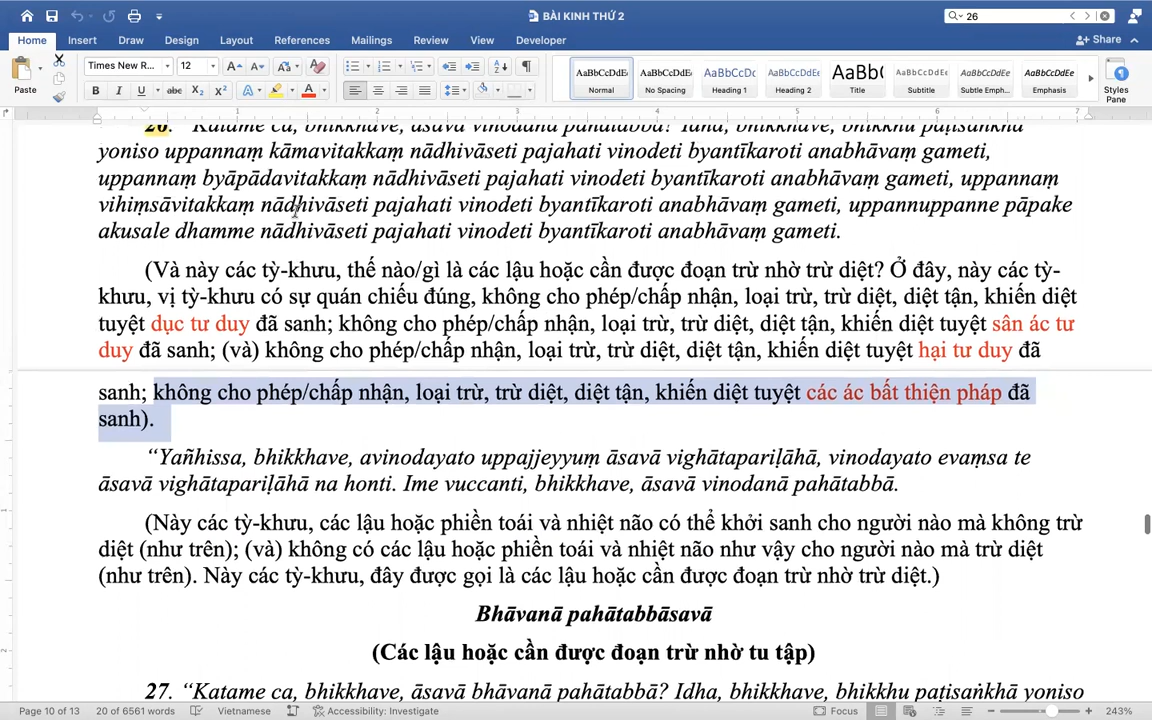 BÀI KINH THỨ 2
26
Home Insert Draw Design Layout References Mailings Review View Developer
Share
Paste
Times New R... 12
AaBbCcDdEe AaBbCcDdEe AaBbCcDc AaBbCcDdEe AaBbC AaBbCcDdEe AaBbCcDdEe AaBbCcDdEe
Normal No Spacing Heading 1 Heading 2 Title Subtitle Subtle Emph... Emphasis
Styles Pane
26. “Katame ca, bhikkhave, āsavā vinodanā pahātabbā? Idha, bhikkhave, bhikkhu paṭisaṅkhā
yoniso uppannaṃ kāmavitakkaṃ nādhivāseti pajahati vinodeti byantīkaroti anabhāvaṃ gameti,
uppannaṃ byāpādavitakkaṃ nādhivāseti pajahati vinodeti byantīkaroti anabhāvaṃ gameti, uppannaṃ
vihiṃsāvitakkaṃ nādhivāseti pajahati vinodeti byantīkaroti anabhāvaṃ gameti, uppannuppanne pāpake
akusale dhamme nādhivāseti pajahati vinodeti byantīkaroti anabhāvaṃ gameti.
(Và này các tỳ-khưu, thế nào/gì là các lậu hoặc cần được đoạn trừ nhờ trừ diệt? Ở đây, này các tỳ-
khưu, vị tỳ-khưu có sự quán chiếu đúng, không cho phép/chấp nhận, loại trừ, trừ diệt, diệt tận, khiến diệt
tuyệt dục tư duy đã sanh; không cho phép/chấp nhận, loại trừ, trừ diệt, diệt tận, khiến diệt tuyệt sân ác tư
duy đã sanh; (và) không cho phép/chấp nhận, loại trừ, trừ diệt, diệt tận, khiến diệt tuyệt hại tư duy đã
sanh; không cho phép/chấp nhận, loại trừ, trừ diệt, diệt tận, khiến diệt tuyệt các ác bất thiện pháp đã
sanh).
“Yañhissa, bhikkhave, avinodayato uppajjeyyuṃ āsavā vighātapariḷāhā, vinodayato evaṃsa te
āsavā vighātapariḷāhā na honti. Ime vuccanti, bhikkhave, āsavā vinodanā pahātabbā.
(Này các tỳ-khưu, các lậu hoặc phiền toái và nhiệt não có thể khởi sanh cho người nào mà không trừ
diệt (như trên); (và) không có các lậu hoặc phiền toái và nhiệt não như vậy cho người nào mà trừ diệt
(như trên). Này các tỳ-khưu, đây được gọi là các lậu hoặc cần được đoạn trừ nhờ trừ diệt.)
Bhāvanā pahātabbāsavā
(Các lậu hoặc cần được đoạn trừ nhờ tu tập)
27. “Katame ca, bhikkhave, āsavā bhāvanā pahātabbā? Idha, bhikkhave, bhikkhu paṭisaṅkhā yoniso
Page 10 of 13 20 of 6561 words Vietnamese Accessibility: Investigate Focus 243%